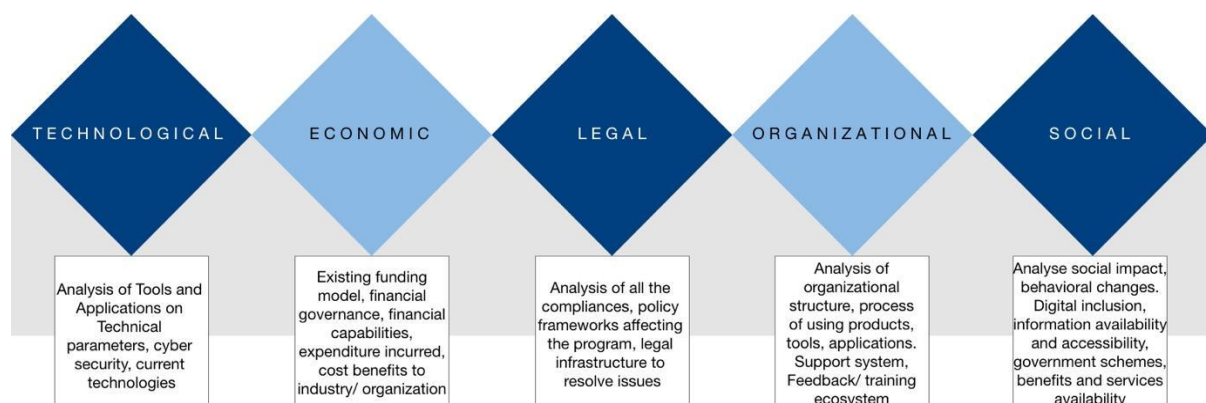 TECHNOLOGICAL
ECONOMIC
LEGAL
ORGANIZATIONAL
SOCIAL
Analysis of Tools and
Applications on
Technical
parameters, cyber
security, current
technologies
Existing funding
model, financial
governance, financial
capabilities,
expenditure incurred,
cost benefits to
industry/ organization
Analysis of all the
compliances, policy
frameworks affecting
the program, legal
infrastructure to
resolve issues
Analysis of
organizational
structure, process
of using products,
tools, applications.
Support system,
Feedback/ training
ecosystem
Analyse social impact,
behavioral changes.
Digital inclusion,
information availability
and accessibility,
government schemes,
benefits and services
availability